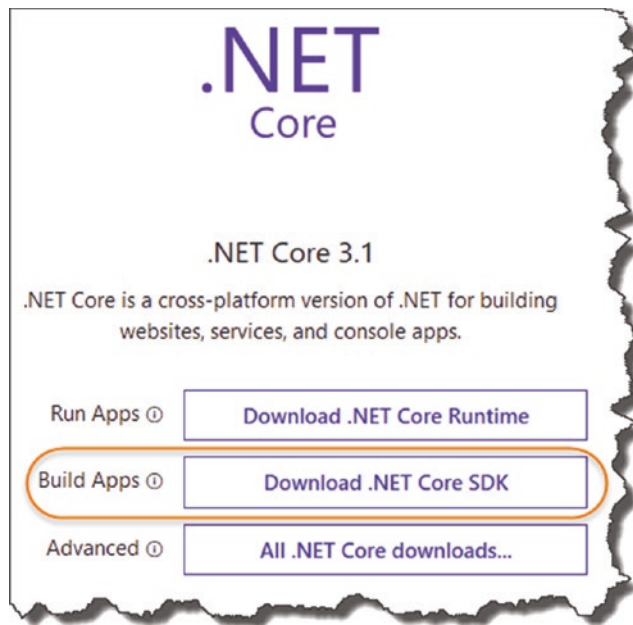 .NET
Core
.NET Core 3.1
.NET Core is a cross-platform version of .NET for building
websites, services, and console apps.
Run Apps ⓘ Download .NET Core Runtime
Build Apps ⓘ Download .NET Core SDK
Advanced ⓘ All .NET Core downloads...